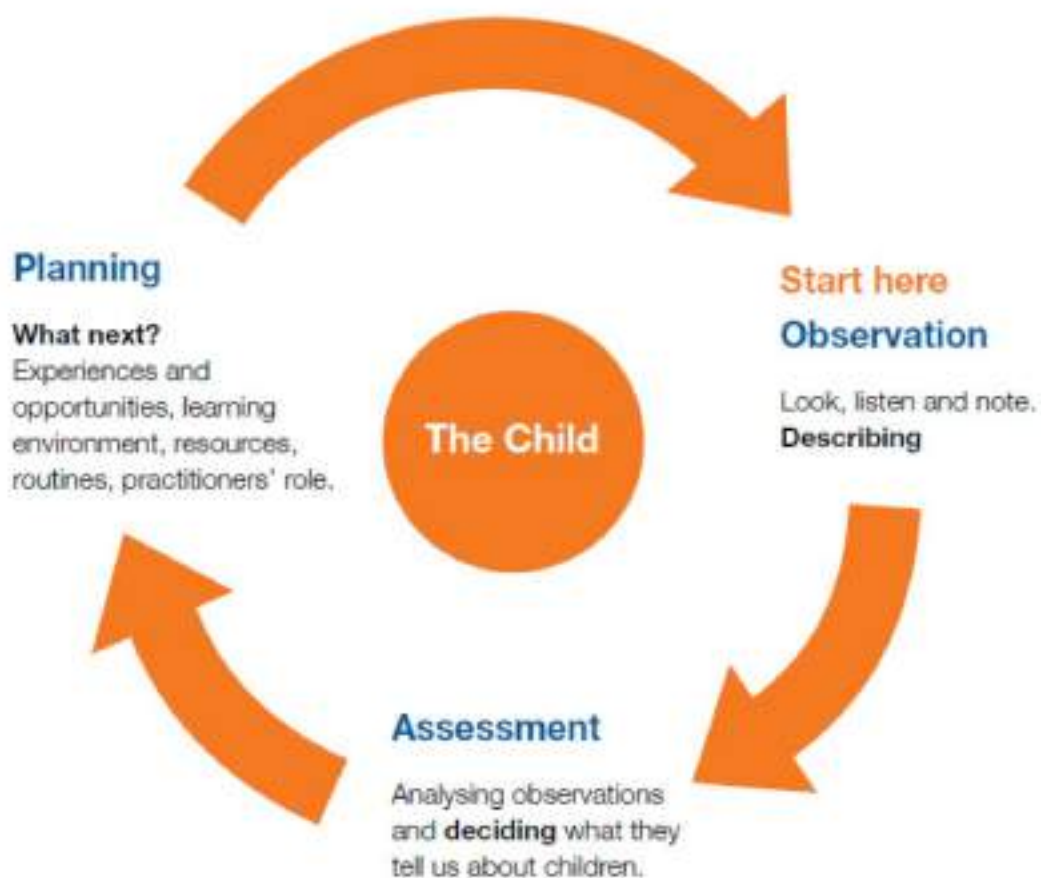 Planning
What next?
Experiences and
opportunities, learning
environment, resources,
routines, practitioners' role.
The Child
Start here
Observation
Look, listen and note.
Describing
Assessment
Analysing observations
and deciding what they
tell us about children.